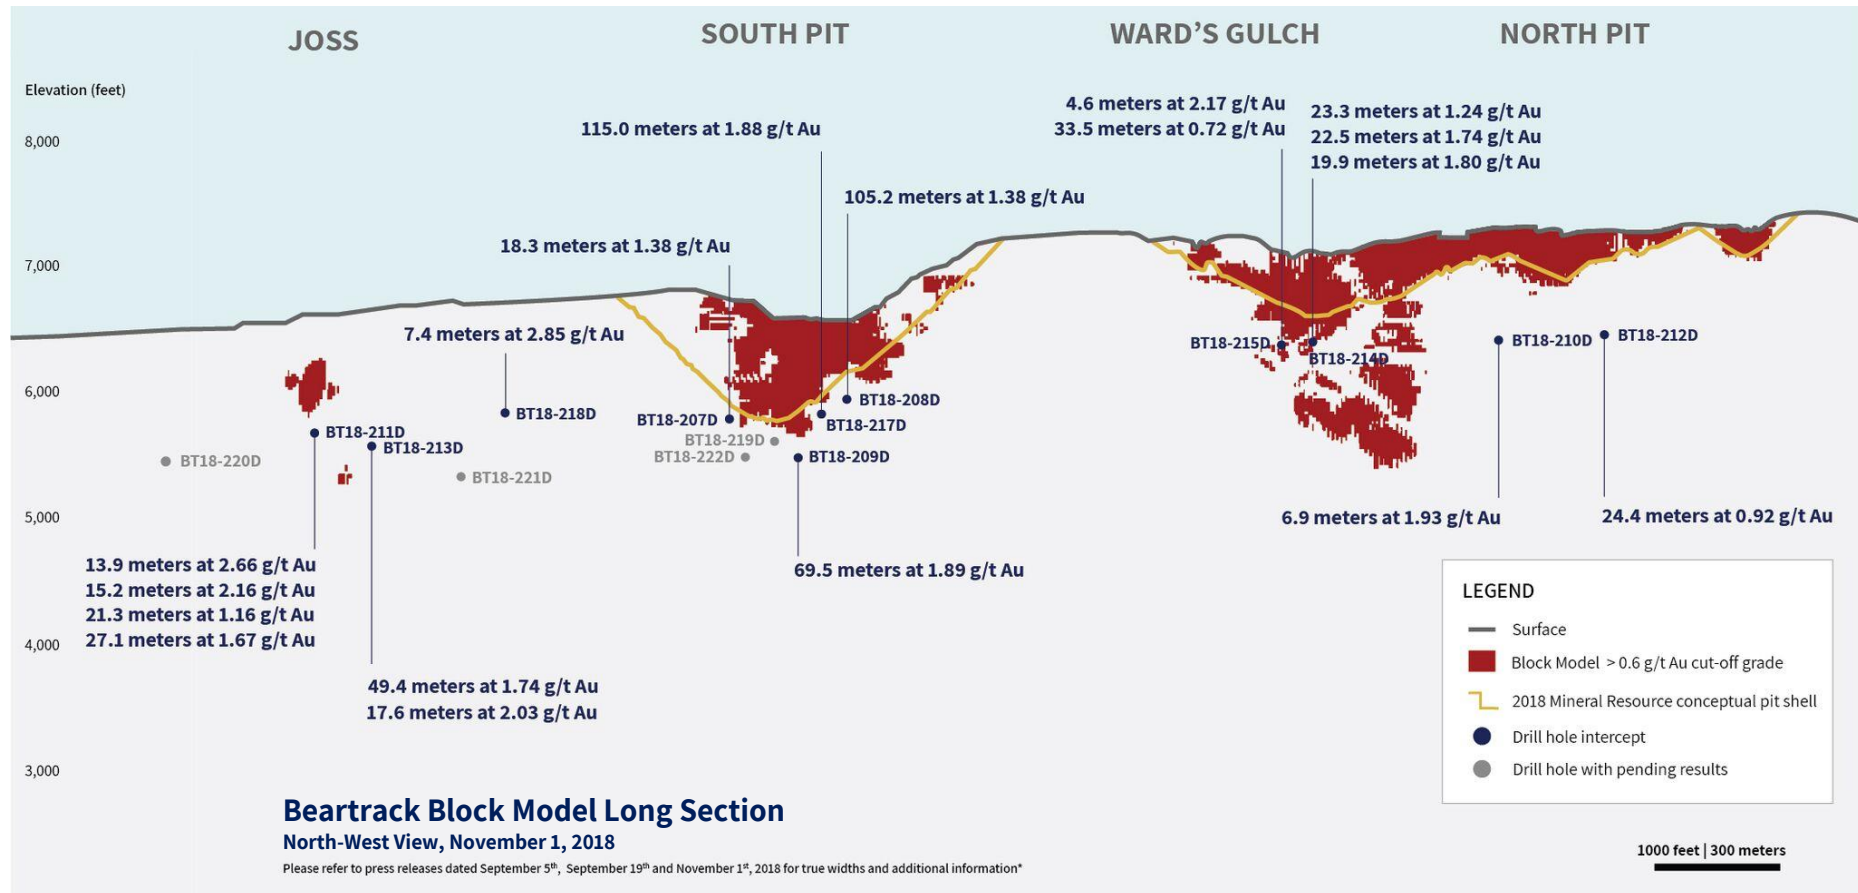 JOSS
SOUTH PIT
WARD'S GULCH
NORTH PIT
Elevation (feet)
8,000
7,000
6,000
5,000
4,000
3,000
115.0 meters at 1.88 g/t Au
4.6 meters at 2.17 g/t Au
33.5 meters at 0.72 g/t Au
23.3 meters at 1.24 g/t Au
22.5 meters at 1.74 g/t Au
19.9 meters at 1.80 g/t Au
105.2 meters at 1.38 g/t Au
18.3 meters at 1.38 g/t Au
7.4 meters at 2.85 g/t Au
BT18-215D
BT18-214D
BT18-210D
BT18-212D
BT18-218D
BT18-207D
BT18-208D
BT18-217D
BT18-219D
BT18-222D
BT18-209D
BT18-211D
BT18-213D
BT18-220D
BT18-221D
6.9 meters at 1.93 g/t Au
24.4 meters at 0.92 g/t Au
69.5 meters at 1.89 g/t Au
13.9 meters at 2.66 g/t Au
15.2 meters at 2.16 g/t Au
21.3 meters at 1.16 g/t Au
27.1 meters at 1.67 g/t Au
49.4 meters at 1.74 g/t Au
17.6 meters at 2.03 g/t Au
LEGEND
Surface
Block Model > 0.6 g/t Au cut-off grade
2018 Mineral Resource conceptual pit shell
Drill hole intercept
Drill hole with pending results
Beartrack Block Model Long Section
North-West View, November 1, 2018
Please refer to press releases dated September 5th, September 19th and November 1st, 2018 for true widths and additional information*
1000 feet | 300 meters